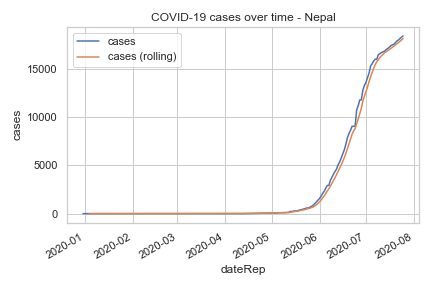 COVID-19 cases over time - Nepal
cases
cases (rolling)
15000
10000
5000
0
cases
2020-01
2020-02
2020-03
2020-04
2020-05
2020-06
2020-07
2020-08
dateRep